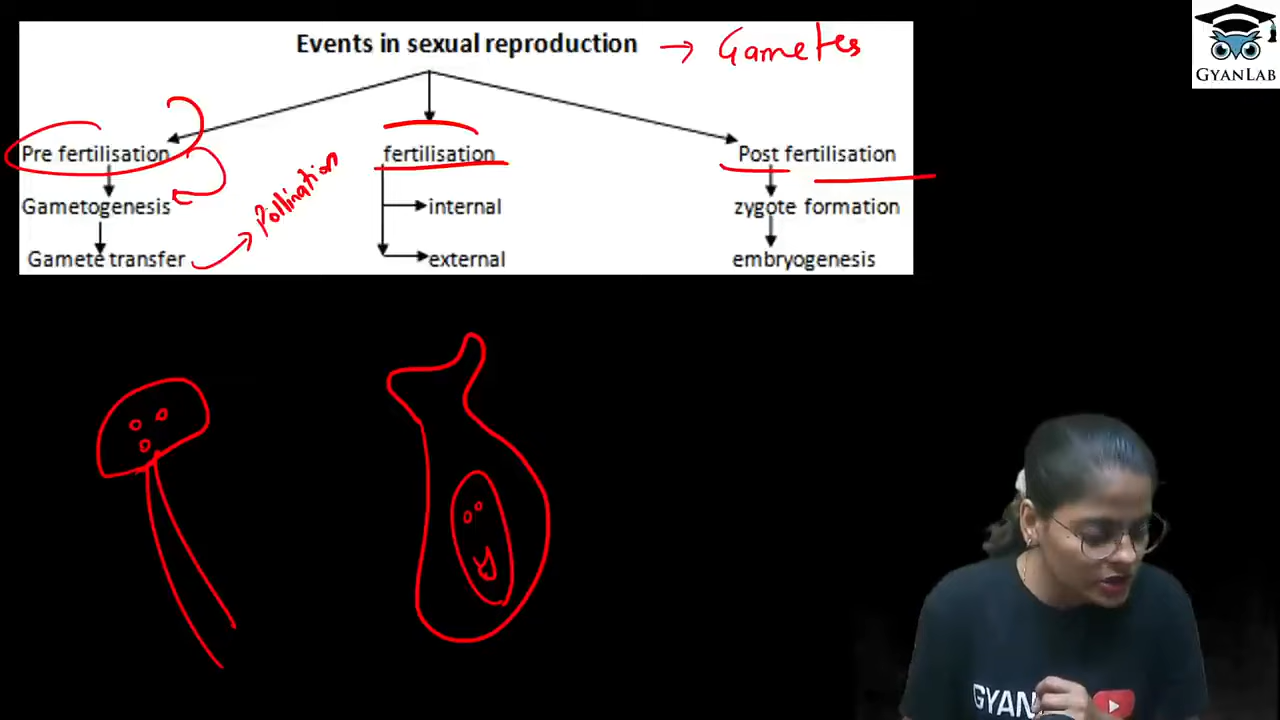 Events in sexual reproduction → Gametes
GYANLAB
Pre fertilisation
fertilisation
Post fertilisation
Gametogenesis
Pollination
internal
zygote formation
Gamete transfer
external
embryogenesis
GYAN